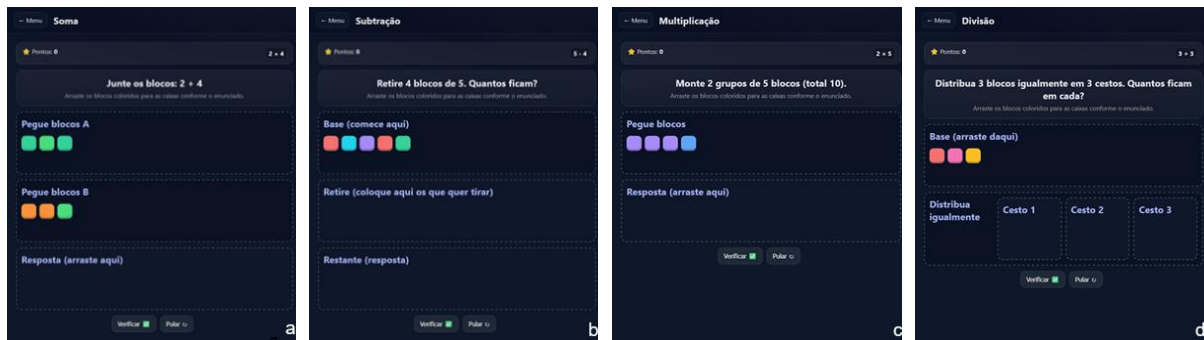 ← Menu Soma
⭐ Pontos: 0 2 + 4
Junte os blocos: 2 + 4
Arraste os blocos coloridos para as caixas conforme o enunciado.
Pegue blocos A
Pegue blocos B
Resposta (arraste aqui)
Verificar ✅ Pular ↻
a
← Menu Subtração
⭐ Pontos: 0 5 - 4
Retire 4 blocos de 5. Quantos ficam?
Arraste os blocos coloridos para as caixas conforme o enunciado.
Base (comece aqui)
Retire (coloque aqui os que quer tirar)
Restante (resposta)
Verificar ✅ Pular ↻
b
← Menu Multiplicação
⭐ Pontos: 0 2 × 5
Monte 2 grupos de 5 blocos (total 10).
Arraste os blocos coloridos para as caixas conforme o enunciado.
Pegue blocos
Resposta (arraste aqui)
Verificar ✅ Pular ↻
c
← Menu Divisão
⭐ Pontos: 0 3 ÷ 3
Distribua 3 blocos igualmente em 3 cestos. Quantos ficam
em cada?
Arraste os blocos coloridos para as caixas conforme o enunciado.
Base (arraste daqui)
Distribua
igualmente
Cesto 1 Cesto 2 Cesto 3
Verificar ✅ Pular ↻
d